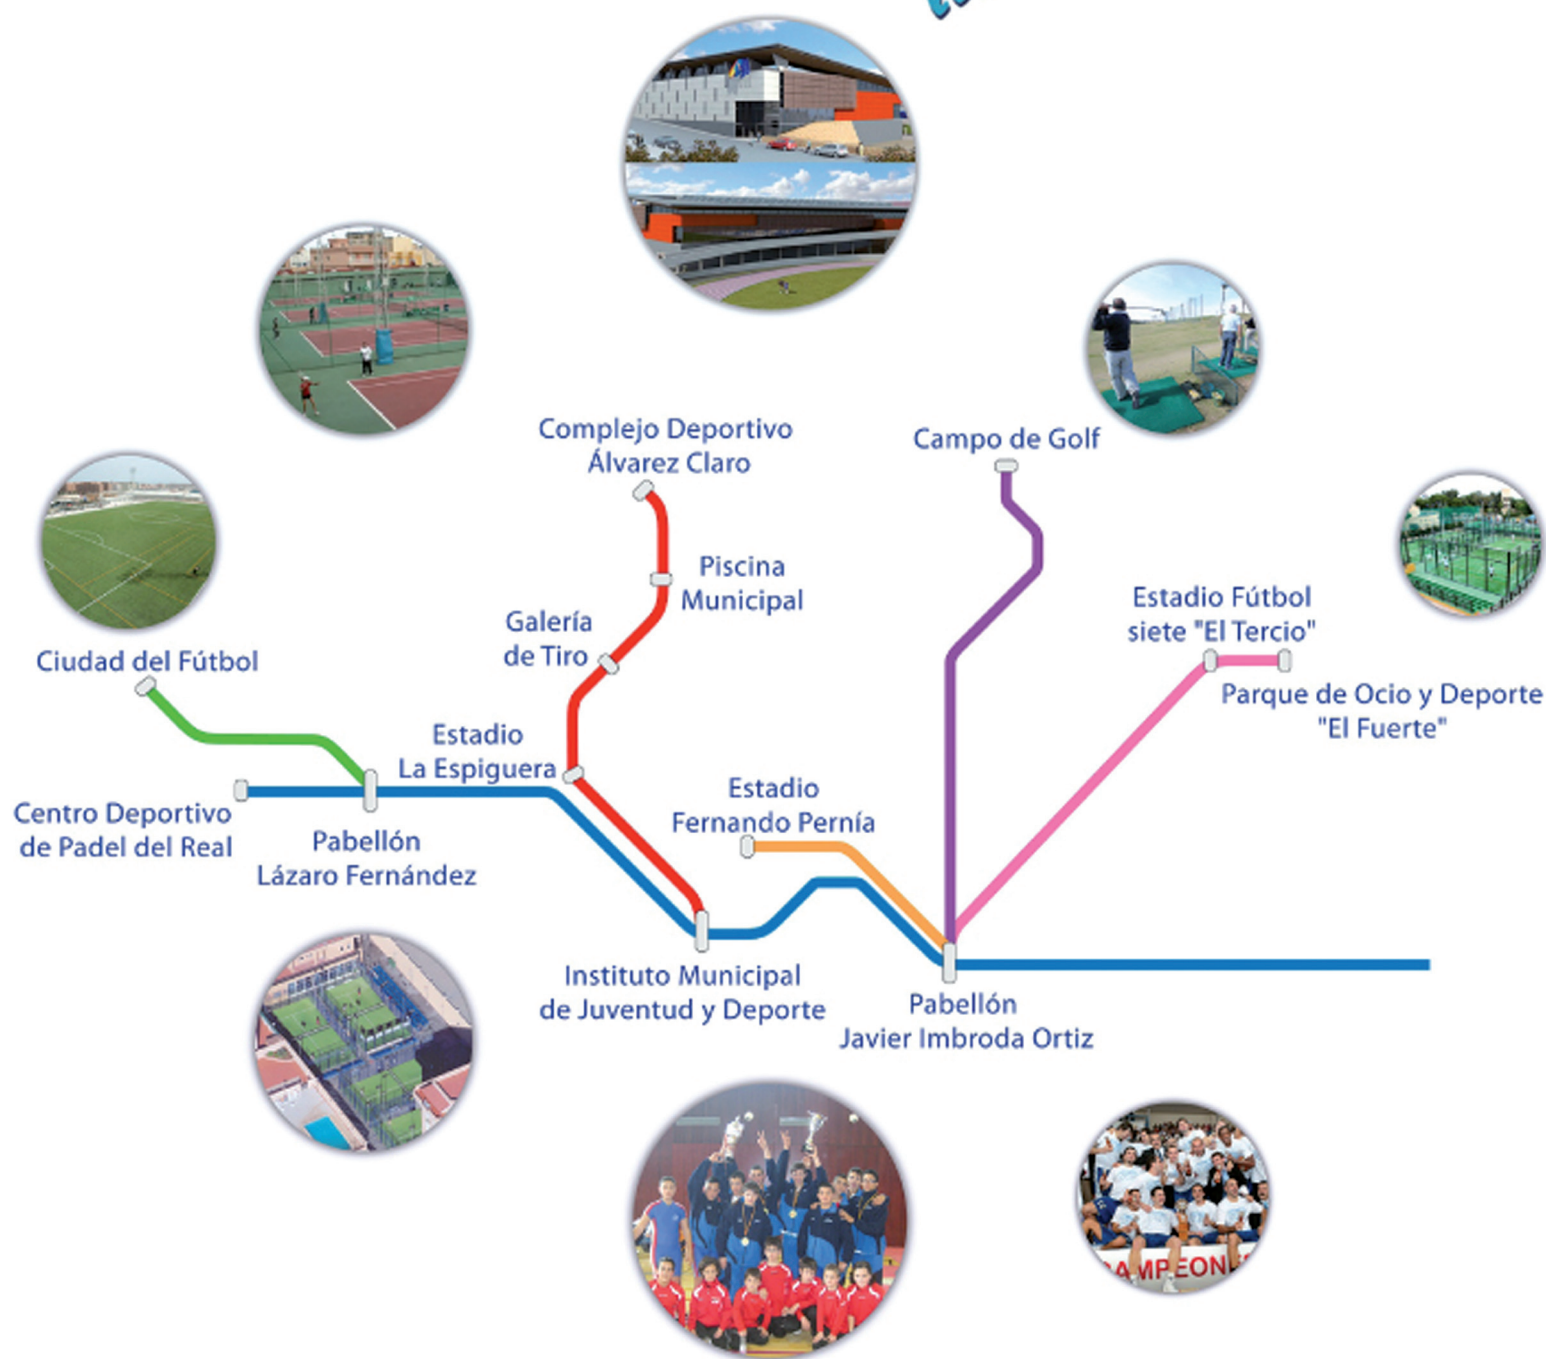 Complejo Deportivo
Álvarez Claro
Campo de Golf
Piscina
Municipal
Galería
de Tiro
Estadio Fútbol
siete "El Tercio"
Ciudad del Fútbol
Parque de Ocio y Deporte
"El Fuerte"
Estadio
La Espiguera
Estadio
Fernando Pernía
Centro Deportivo
de Padel del Real
Pabellón
Lázaro Fernández
Instituto Municipal
de Juventud y Deporte
Pabellón
Javier Imbroda Ortiz